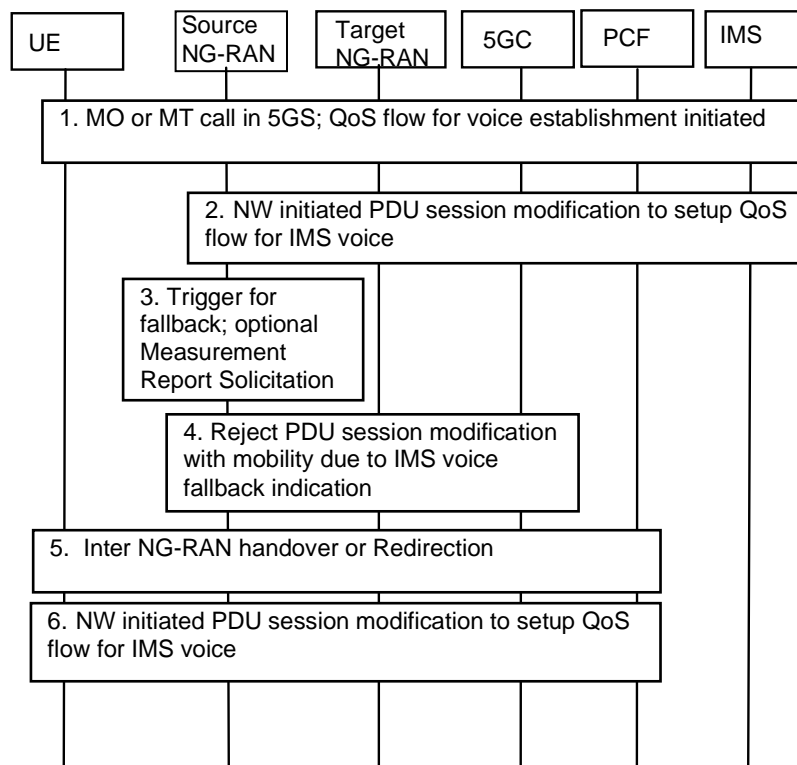 UE
Source
NG-RAN
Target
NG-RAN
5GC
PCF
IMS
1. MO or MT call in 5GS; QoS flow for voice establishment initiated
2. NW initiated PDU session modification to setup QoS
flow for IMS voice
3. Trigger for
fallback; optional
Measurement
Report Solicitation
4. Reject PDU session modification
with mobility due to IMS voice
fallback indication
5. Inter NG-RAN handover or Redirection
6. NW initiated PDU session modification to setup QoS
flow for IMS voice